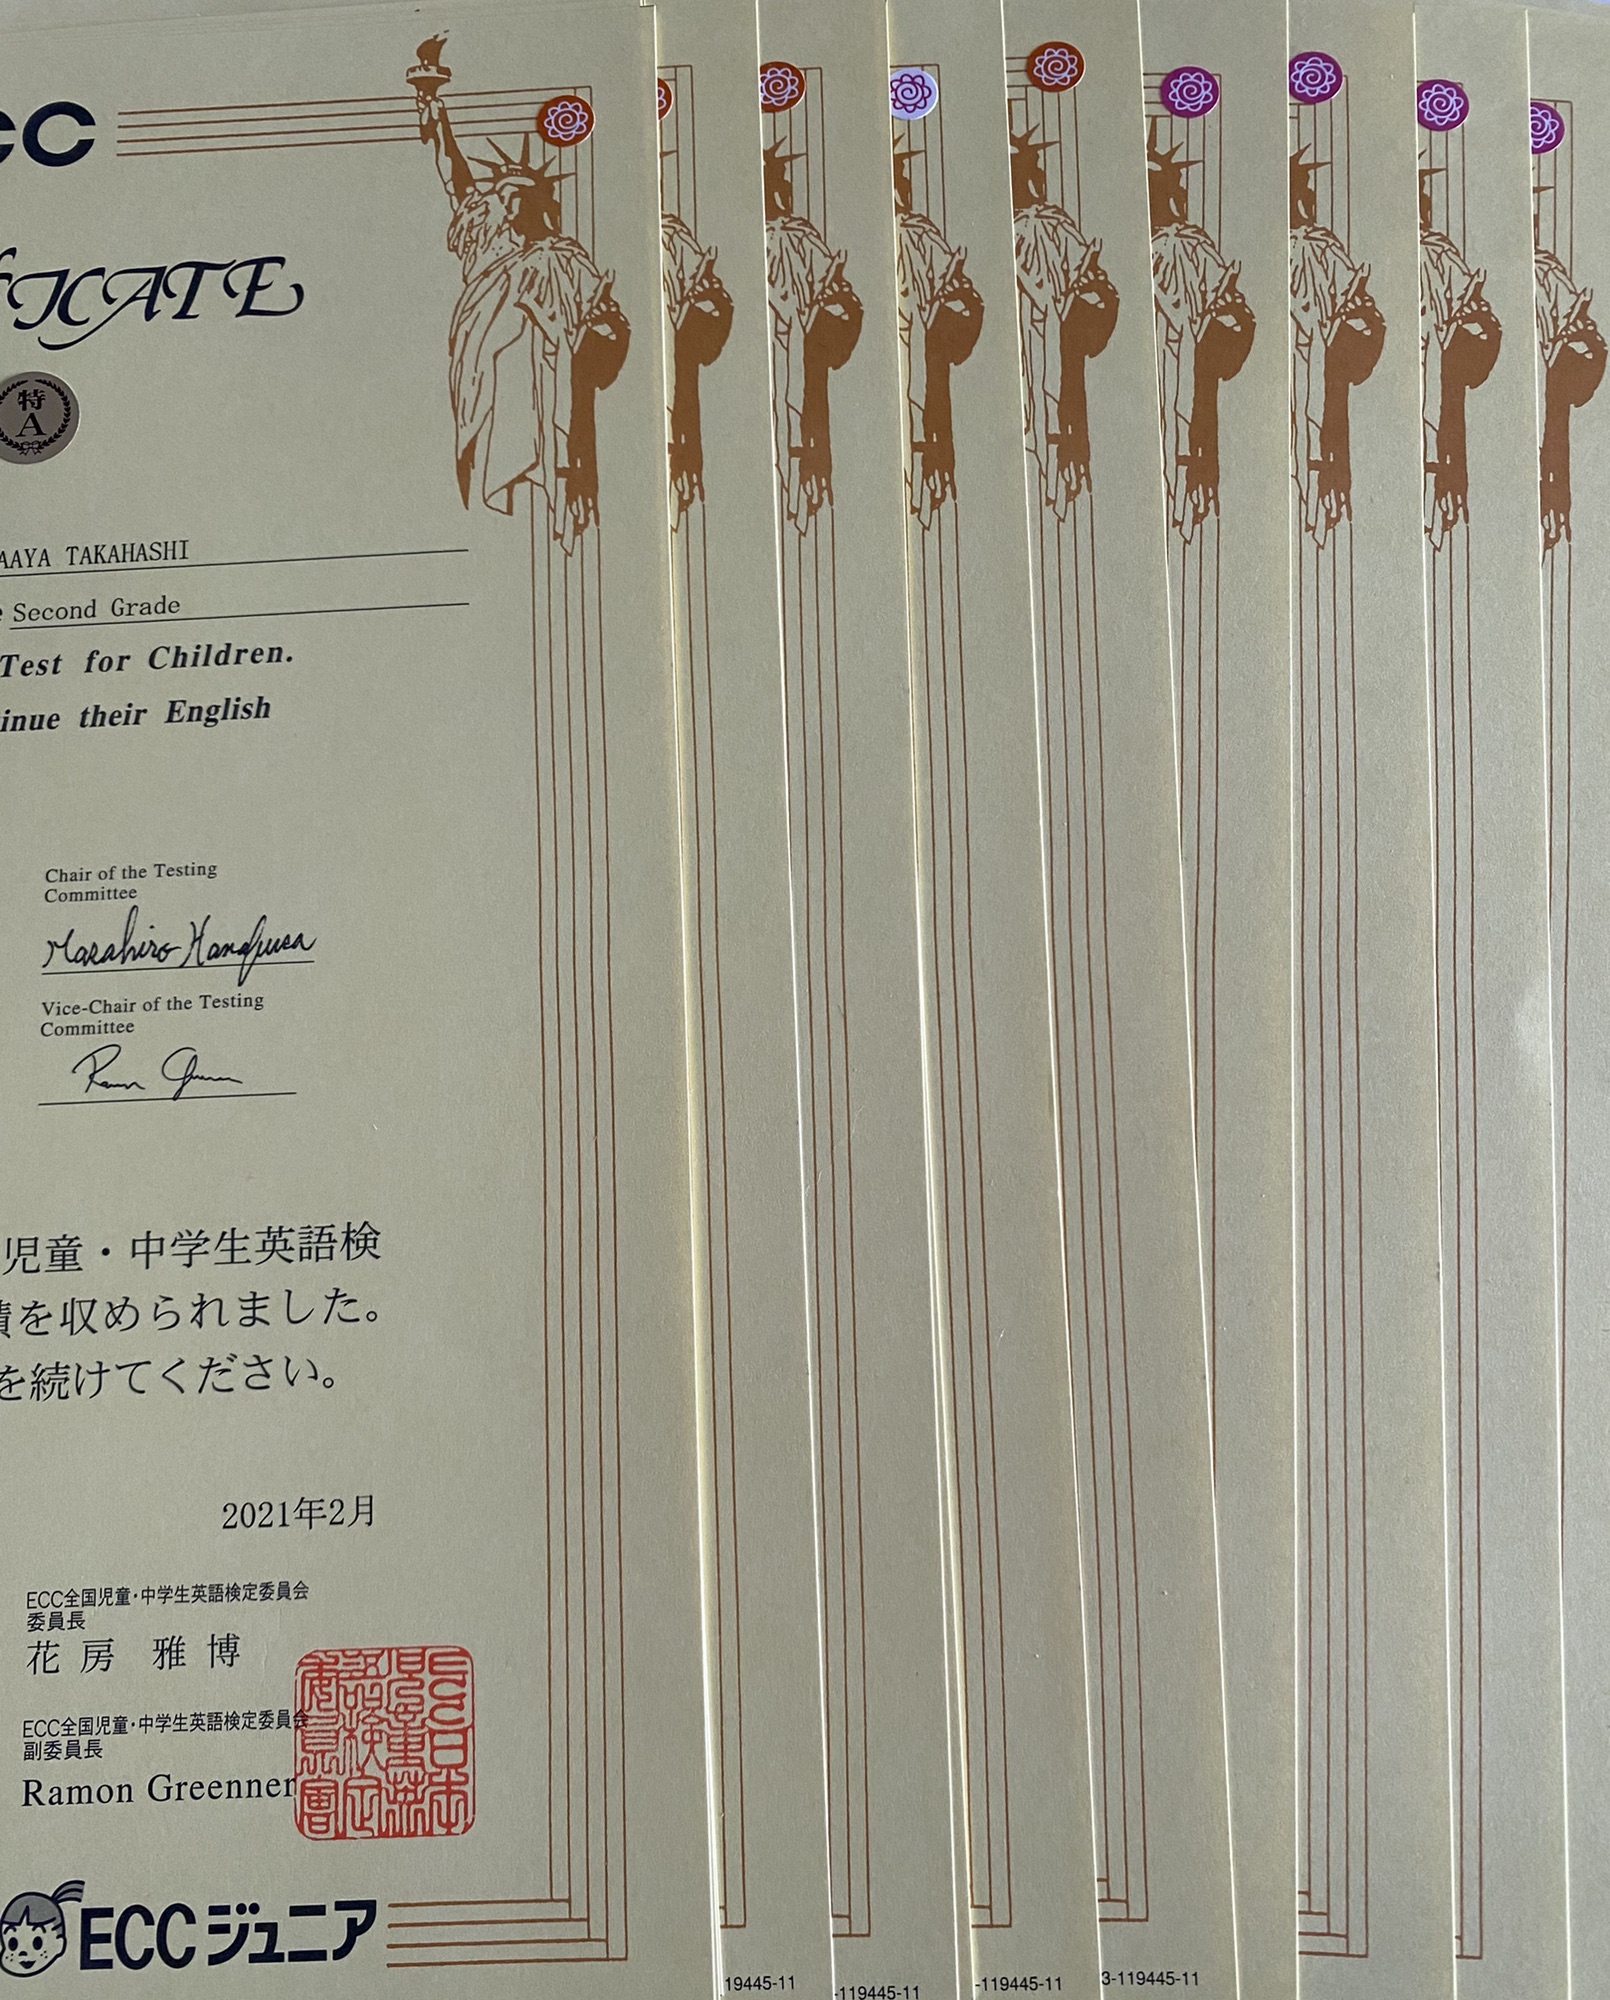 CC
ICATE
特
A
AAYA TAKAHASHI
Second Grade
Test for Children.
inue their English
Chair of the Testing
Committee
Masahiro Hanafusa
Vice-Chair of the Testing
Committee
児童・中学生英語検
績を収められました。
を続けてください。
2021年2月
ECC全国児童・中学生英語検定委員会
委員長
花房 雅博
ECC全国児童・中学生英語検定委員会
副委員長
Ramon Greenner
ECCジュニア
19445-11
-119445-11
-119445-11
3-119445-11